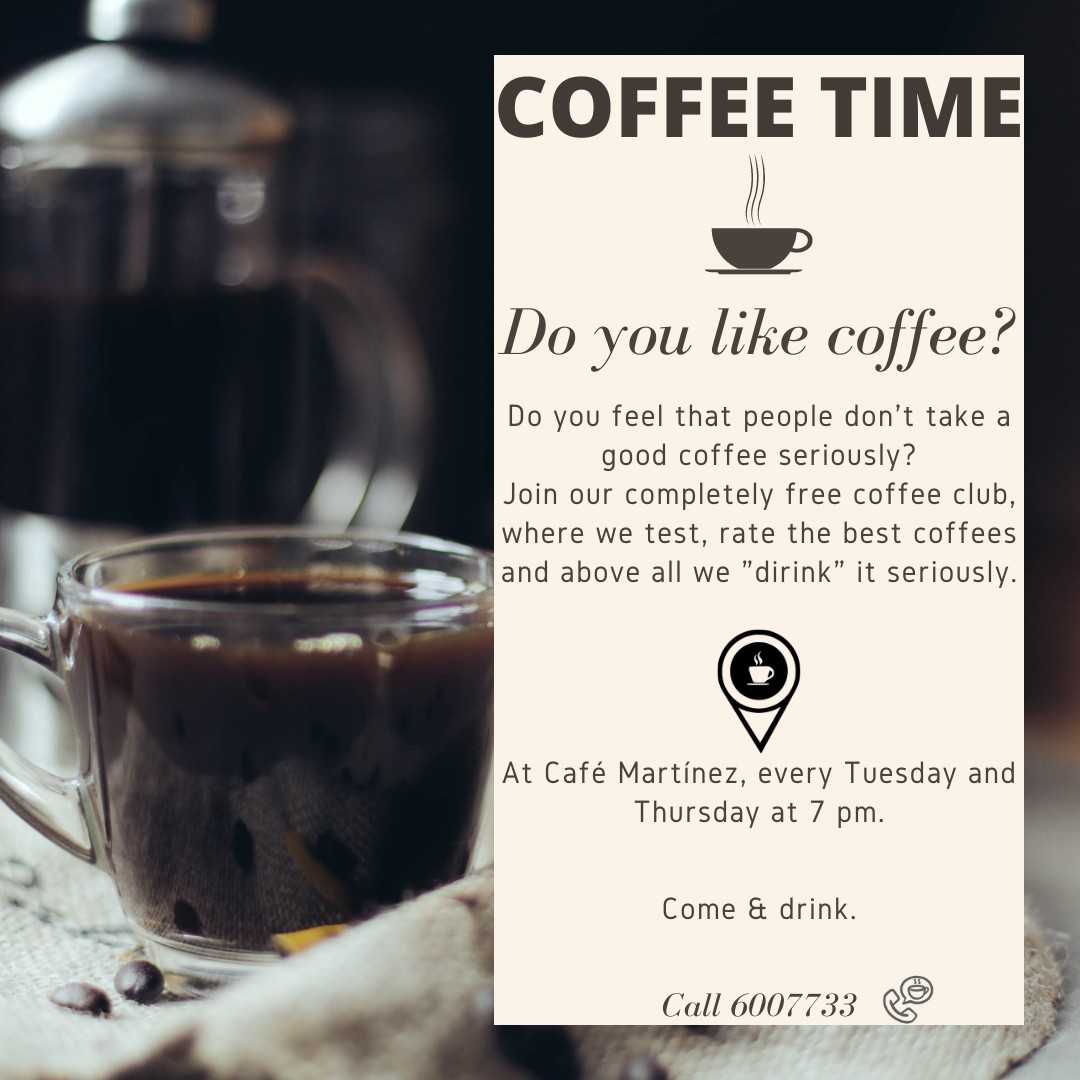 COFFEE TIME
Do you like coffee?
Do you feel that people don’t take a
good coffee seriously?
Join our completely free coffee club,
where we test, rate the best coffees
and above all we ”dirink” it seriously.
At Café Martínez, every Tuesday and
Thursday at 7 pm.
Come & drink.
Call 6007733